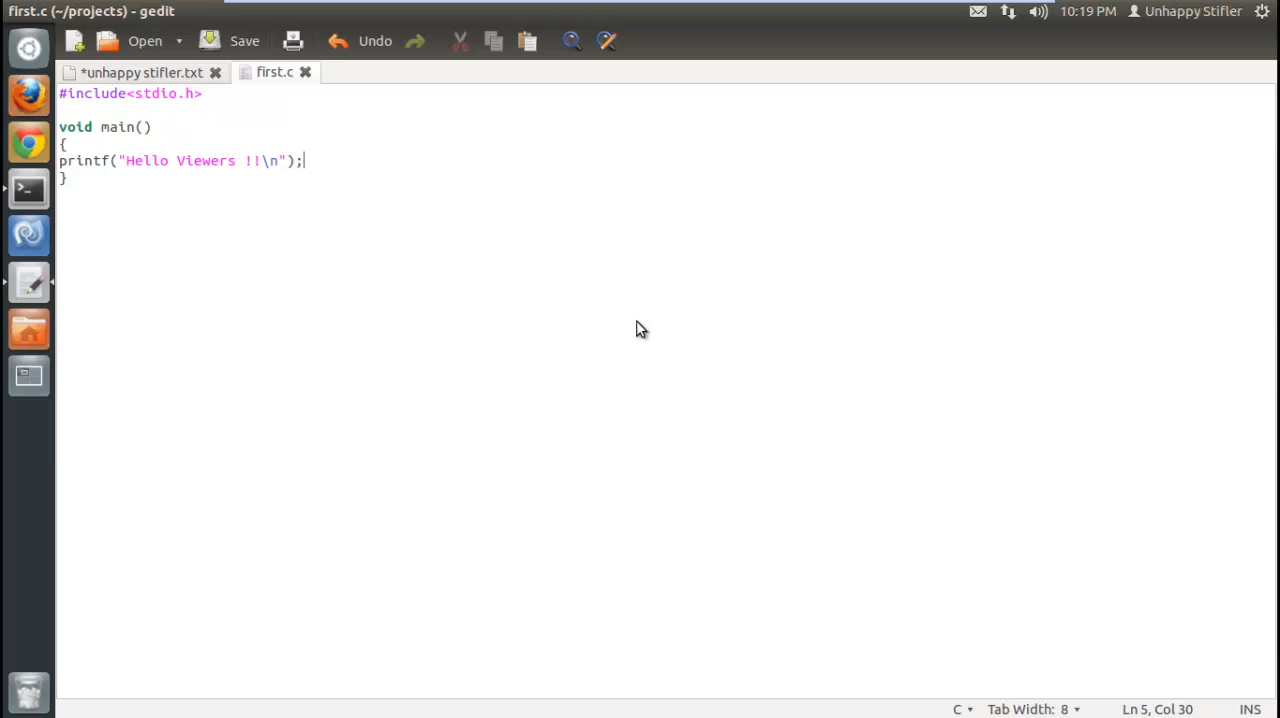 first.c (~/projects) - gedit
10:19 PM Unhappy Stifler
Open Save Undo
*unhappy stifler.txt first.c
#include<stdio.h>
void main()
{
printf("Hello Viewers !!\n");
}
C Tab Width: 8 Ln 5, Col 30 INS